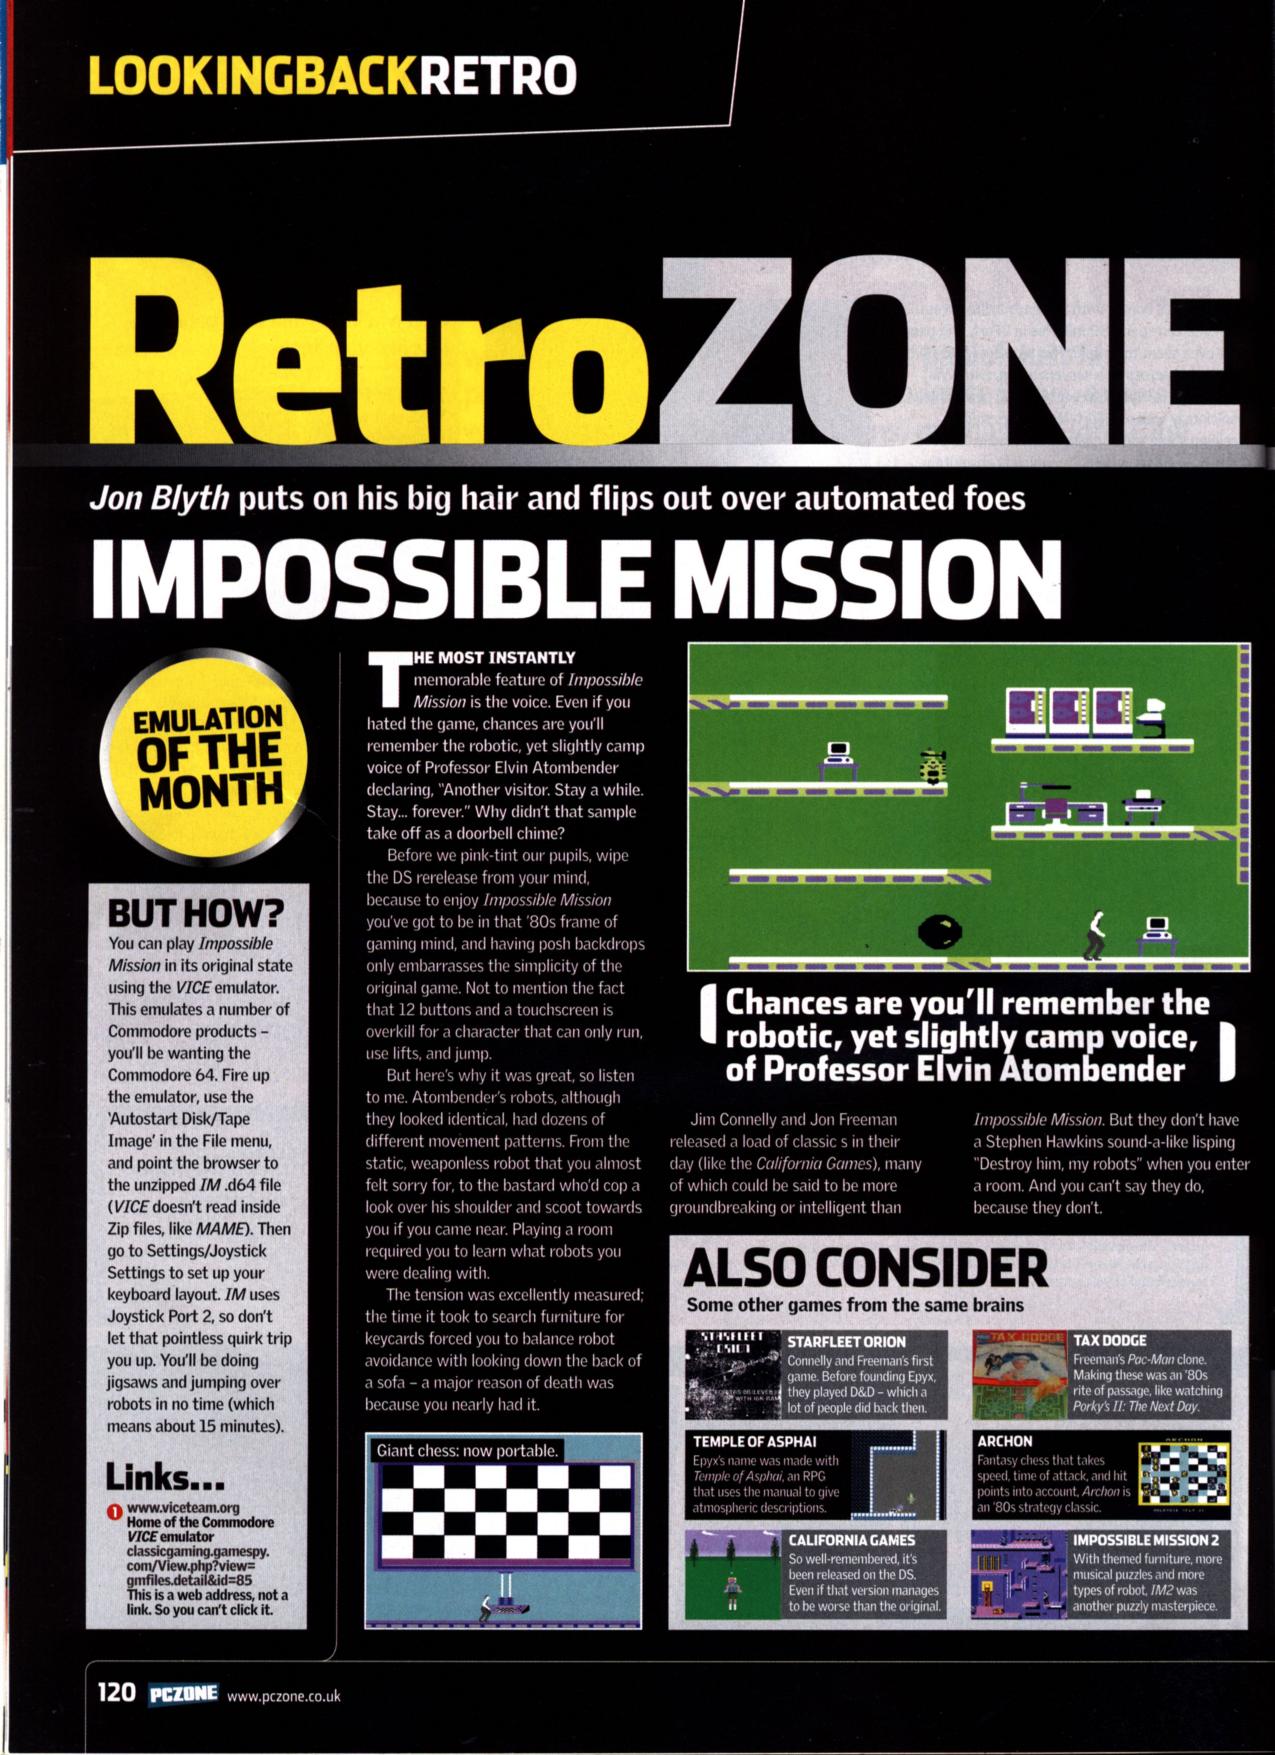 LOOKINGBACKRETRO
RetroZONE
Jon Blyth puts on his big hair and flips out over automated foes
IMPOSSIBLE MISSION
EMULATION
OF THE
MONTH
BUT HOW?
You can play Impossible
Mission in its original state
using the VICE emulator.
This emulates a number of
Commodore products –
you'll be wanting the
Commodore 64. Fire up
the emulator, use the
'Autostart Disk/Tape
Image' in the File menu,
and point the browser to
the unzipped IM .d64 file
(VICE doesn't read inside
Zip files, like MAME). Then
go to Settings/Joystick
Settings to set up your
keyboard layout. IM uses
Joystick Port 2, so don't
let that pointless quirk trip
you up. You'll be doing
jigsaws and jumping over
robots in no time (which
means about 15 minutes).
Links...
1 www.viceteam.org
Home of the Commodore
VICE emulator
classicgaming.gamespy.
com/View.php?view=
gmfiles.detail&id=85
This is a web address, not a
link. So you can't click it.
THE MOST INSTANTLY
memorable feature of Impossible
Mission is the voice. Even if you
hated the game, chances are you'll
remember the robotic, yet slightly camp
voice of Professor Elvin Atombender
declaring, "Another visitor. Stay a while.
Stay... forever." Why didn't that sample
take off as a doorbell chime?
Before we pink-tint our pupils, wipe
the DS rerelease from your mind,
because to enjoy Impossible Mission
you've got to be in that '80s frame of
gaming mind, and having posh backdrops
only embarrasses the simplicity of the
original game. Not to mention the fact
that 12 buttons and a touchscreen is
overkill for a character that can only run,
use lifts, and jump.
But here's why it was great, so listen
to me. Atombender's robots, although
they looked identical, had dozens of
different movement patterns. From the
static, weaponless robot that you almost
felt sorry for, to the bastard who'd cop a
look over his shoulder and scoot towards
you if you came near. Playing a room
required you to learn what robots you
were dealing with.
The tension was excellently measured;
the time it took to search furniture for
keycards forced you to balance robot
avoidance with looking down the back of
a sofa – a major reason of death was
because you nearly had it.
Giant chess: now portable.
Chances are you'll remember the
robotic, yet slightly camp voice,
of Professor Elvin Atombender
Jim Connelly and Jon Freeman
released a load of classic s in their
day (like the California Games), many
of which could be said to be more
groundbreaking or intelligent than
Impossible Mission. But they don't have
a Stephen Hawkins sound-a-like lisping
"Destroy him, my robots" when you enter
a room. And you can't say they do,
because they don't.
ALSO CONSIDER
Some other games from the same brains
STARFLEET
ORION
STARFLEET ORION
Connelly and Freeman's first
game. Before founding Epyx,
they played D&D – which a
lot of people did back then.
TAX DODGE
TAX DODGE
Freeman's Pac-Man clone.
Making these was an '80s
rite of passage, like watching
Porky's II: The Next Day.
TEMPLE OF ASPHAI
Epyx's name was made with
Temple of Asphai, an RPG
that uses the manual to give
atmospheric descriptions.
ARCHON
Fantasy chess that takes
speed, time of attack, and hit
points into account, Archon is
an '80s strategy classic.
ARCHON
CALIFORNIA GAMES
So well-remembered, it's
been released on the DS.
Even if that version manages
to be worse than the original.
IMPOSSIBLE MISSION 2
With themed furniture, more
musical puzzles and more
types of robot, IM2 was
another puzzly masterpiece.
120 PCZONE www.pczone.co.uk